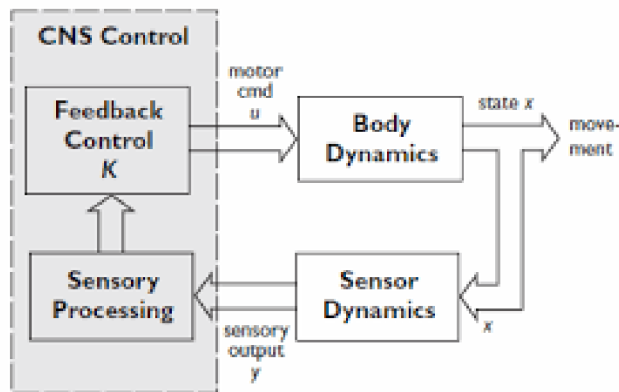 CNS Control
Feedback
Control
K
motor
cmd
u
Body
Dynamics
state x
move-
ment
Sensory
Processing
sensory
output
y
Sensor
Dynamics
x